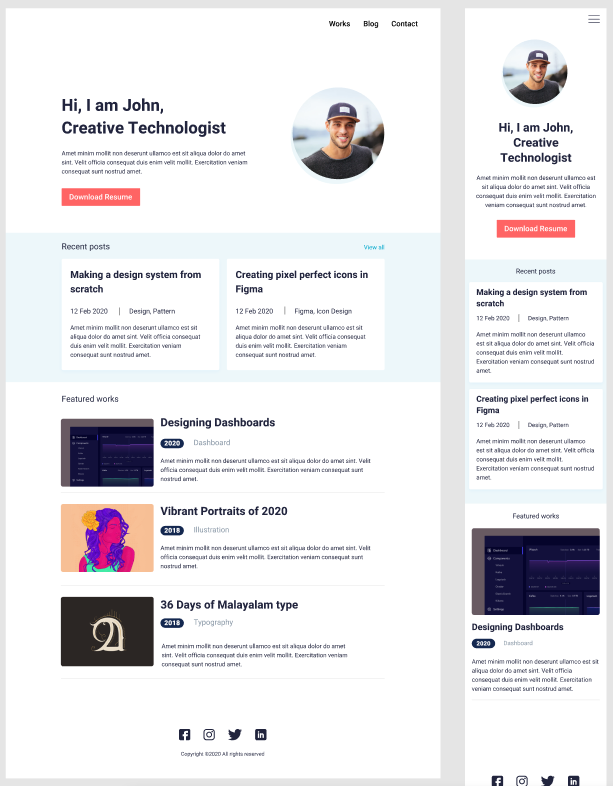 Works Blog Contact
Hi, I am John,
Creative Technologist
Amet minim mollit non deserunt ullamco est sit aliqua dolor do amet
sint. Velit officia consequat duis enim velit mollit. Exercitation veniam
consequat sunt nostrud amet.
Download Resume
Recent posts
View all
Making a design system from
scratch
12 Feb 2020 | Design, Pattern
Amet minim mollit non deserunt ullamco est sit
aliqua dolor do amet sint. Velit officia consequat
duis enim velit mollit. Exercitation veniam
consequat sunt nostrud amet.
Creating pixel perfect icons in
Figma
12 Feb 2020 | Figma, Icon Design
Amet minim mollit non deserunt ullamco est sit
aliqua dolor do amet sint. Velit officia consequat
duis enim velit mollit. Exercitation veniam
consequat sunt nostrud amet.
Featured works
Designing Dashboards
2020 Dashboard
Amet minim mollit non deserunt ullamco est sit aliqua dolor do amet sint. Velit
officia consequat duis enim velit mollit. Exercitation veniam consequat sunt
nostrud amet.
Vibrant Portraits of 2020
2018 Illustration
Amet minim mollit non deserunt ullamco est sit aliqua dolor do amet sint. Velit
officia consequat duis enim velit mollit. Exercitation veniam consequat sunt
nostrud amet.
36 Days of Malayalam type
2018 Typography
Amet minim mollit non deserunt ullamco est sit aliqua dolor do amet
sint. Velit officia consequat duis enim velit mollit. Exercitation veniam
consequat sunt nostrud amet.
Copyright ©2020 All rights reserved
Hi, I am John,
Creative
Technologist
Amet minim mollit non deserunt ullamco est
sit aliqua dolor do amet sint. Velit officia
consequat duis enim velit mollit. Exercitation
veniam consequat sunt nostrud amet.
Download Resume
Recent posts
Making a design system from
scratch
12 Feb 2020 | Design, Pattern
Amet minim mollit non deserunt ullamco
est sit aliqua dolor do amet sint. Velit officia
consequat duis enim velit mollit.
Exercitation veniam consequat sunt nostrud
amet.
Creating pixel perfect icons in
Figma
12 Feb 2020 | Design, Pattern
Amet minim mollit non deserunt ullamco
est sit aliqua dolor do amet sint. Velit officia
consequat duis enim velit mollit.
Exercitation veniam consequat sunt nostrud
amet.
Featured works
Designing Dashboards
2020 Dashboard
Amet minim mollit non deserunt ullamco est sit
aliqua dolor do amet sint. Velit officia
consequat duis enim velit mollit. Exercitation
veniam consequat sunt nostrud amet.